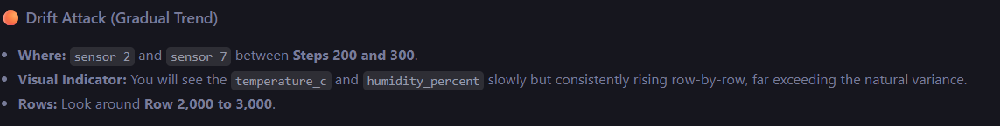 Drift Attack (Gradual Trend)
Where: sensor_2 and sensor_7 between Steps 200 and 300.
Visual Indicator: You will see the temperature_c and humidity_percent slowly but consistently rising row-by-row, far exceeding the natural variance.
Rows: Look around Row 2,000 to 3,000.